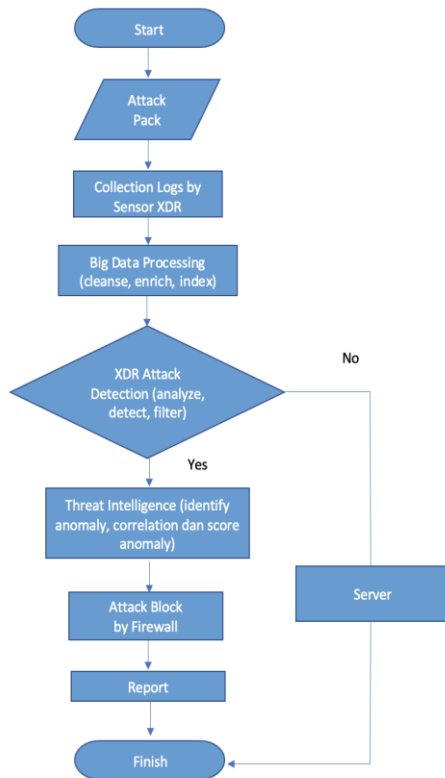 Start
Attack
Pack
Collection Logs by
Sensor XDR
Big Data Processing
(cleanse, enrich, index)
No
XDR Attack
Detection (analyze,
detect, filter)
Yes
Threat Intelligence (identify
anomaly, correlation dan score
anomaly)
Server
Attack Block
by Firewall
Report
Finish